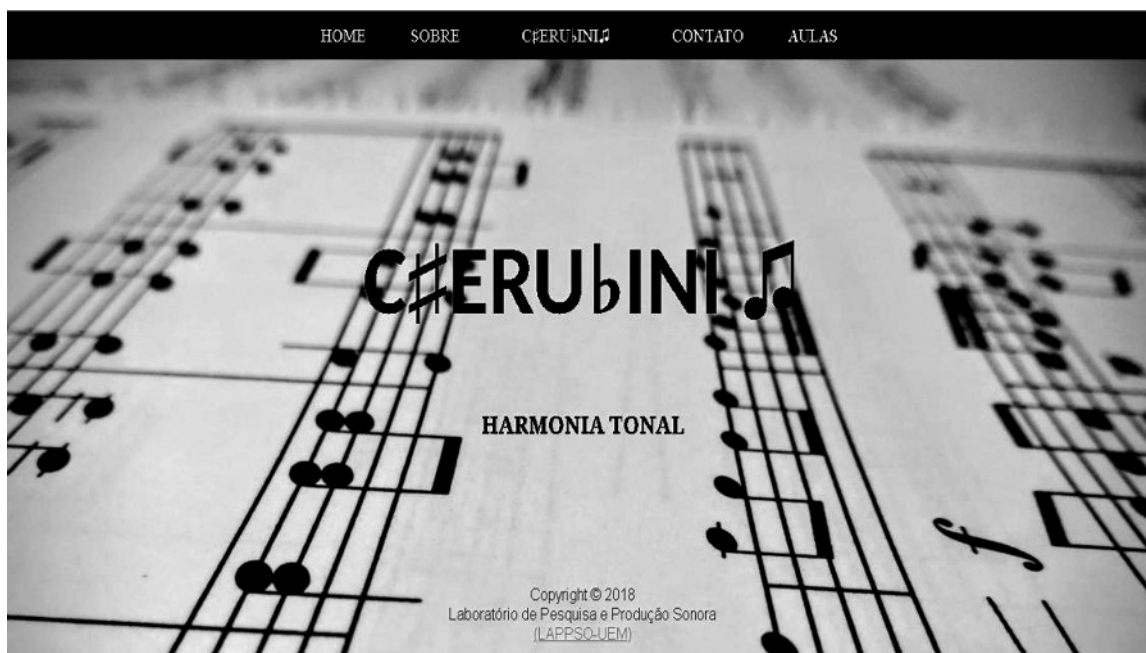 HOME SOBRE C♯ERU♭INI♫ CONTATO AULAS
C♯ERU♭INI ♫
HARMONIA TONAL
Copyright © 2018
Laboratório de Pesquisa e Produção Sonora
(LAPPSO-UEM)